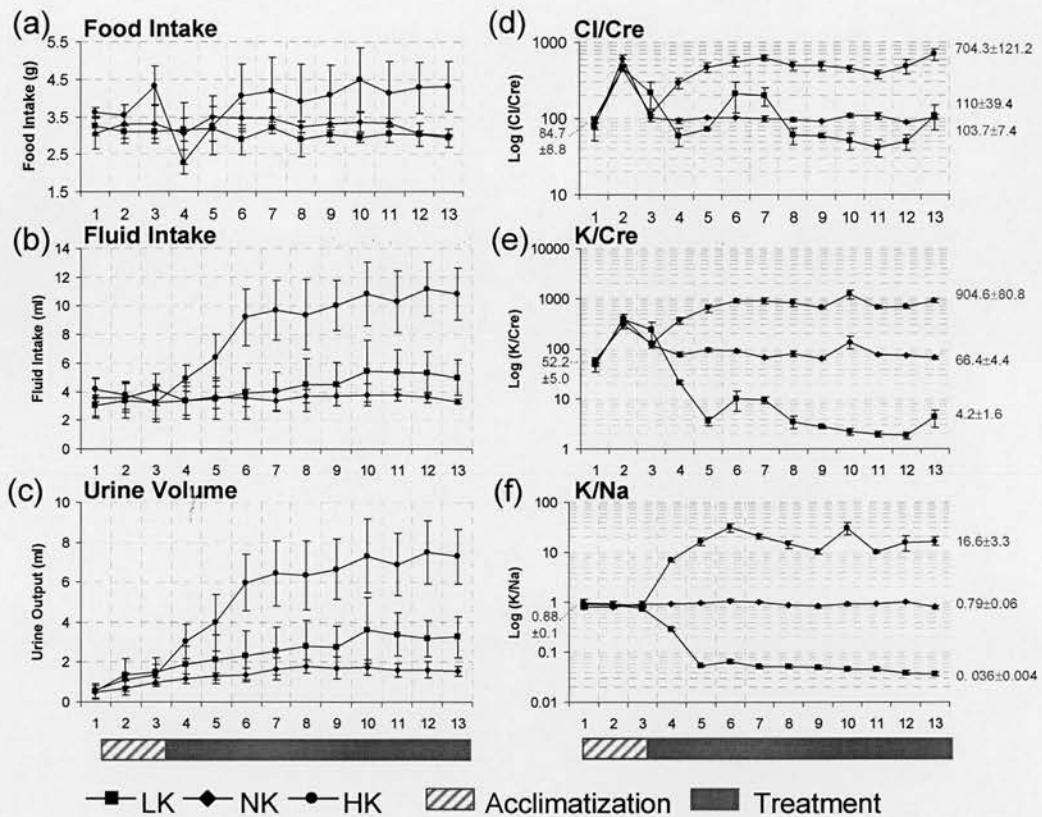 (a) Food Intake
Food Intake (g)
5.5
4.5
3.5
2.5
1.5
1 2 3 4 5 6 7 8 9 10 11 12 13
(b) Fluid Intake
Fluid Intake (ml)
14
12
10
8
6
4
2
0
1 2 3 4 5 6 7 8 9 10 11 12 13
(c) Urine Volume
Urine Output (ml)
10
8
6
4
2
0
1 2 3 4 5 6 7 8 9 10 11 12 13
(d) Cl/Cre
Log (Cl/Cre)
1000
100
10
84.7
±8.8
704.3±121.2
110±39.4
103.7±7.4
1 2 3 4 5 6 7 8 9 10 11 12 13
(e) K/Cre
Log (K/Cre)
10000
1000
100
10
1
52.2
±5.0
904.6±80.8
66.4±4.4
4.2±1.6
1 2 3 4 5 6 7 8 9 10 11 12 13
(f) K/Na
Log (K/Na)
100
10
1
0.1
0.01
0.88
±0.1
16.6±3.3
0.79±0.06
0. 036±0.004
1 2 3 4 5 6 7 8 9 10 11 12 13
LK NK HK Acclimatization Treatment